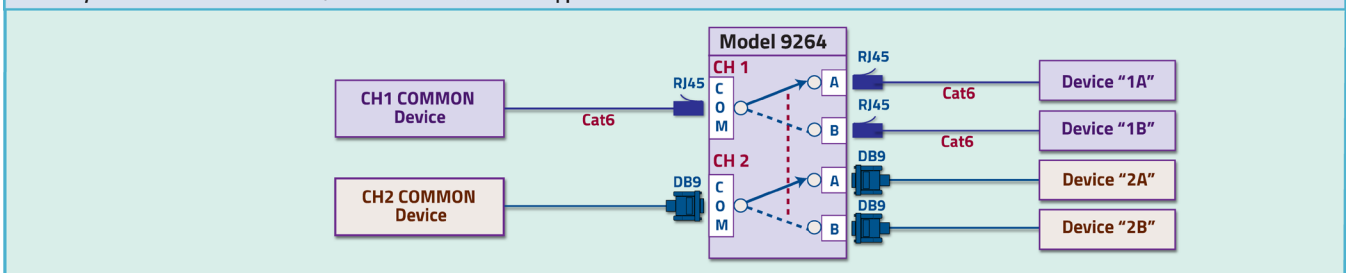 Model 9264
CH 1
RJ45
RJ45
C
O
M
A
CH1 COMMON
Device
Cat6
Cat6
Device “1A”
RJ45
B
Cat6
Device “1B”
CH 2
DB9
DB9
C
O
M
A
CH2 COMMON
Device
Device “2A”
DB9
B
Device “2B”